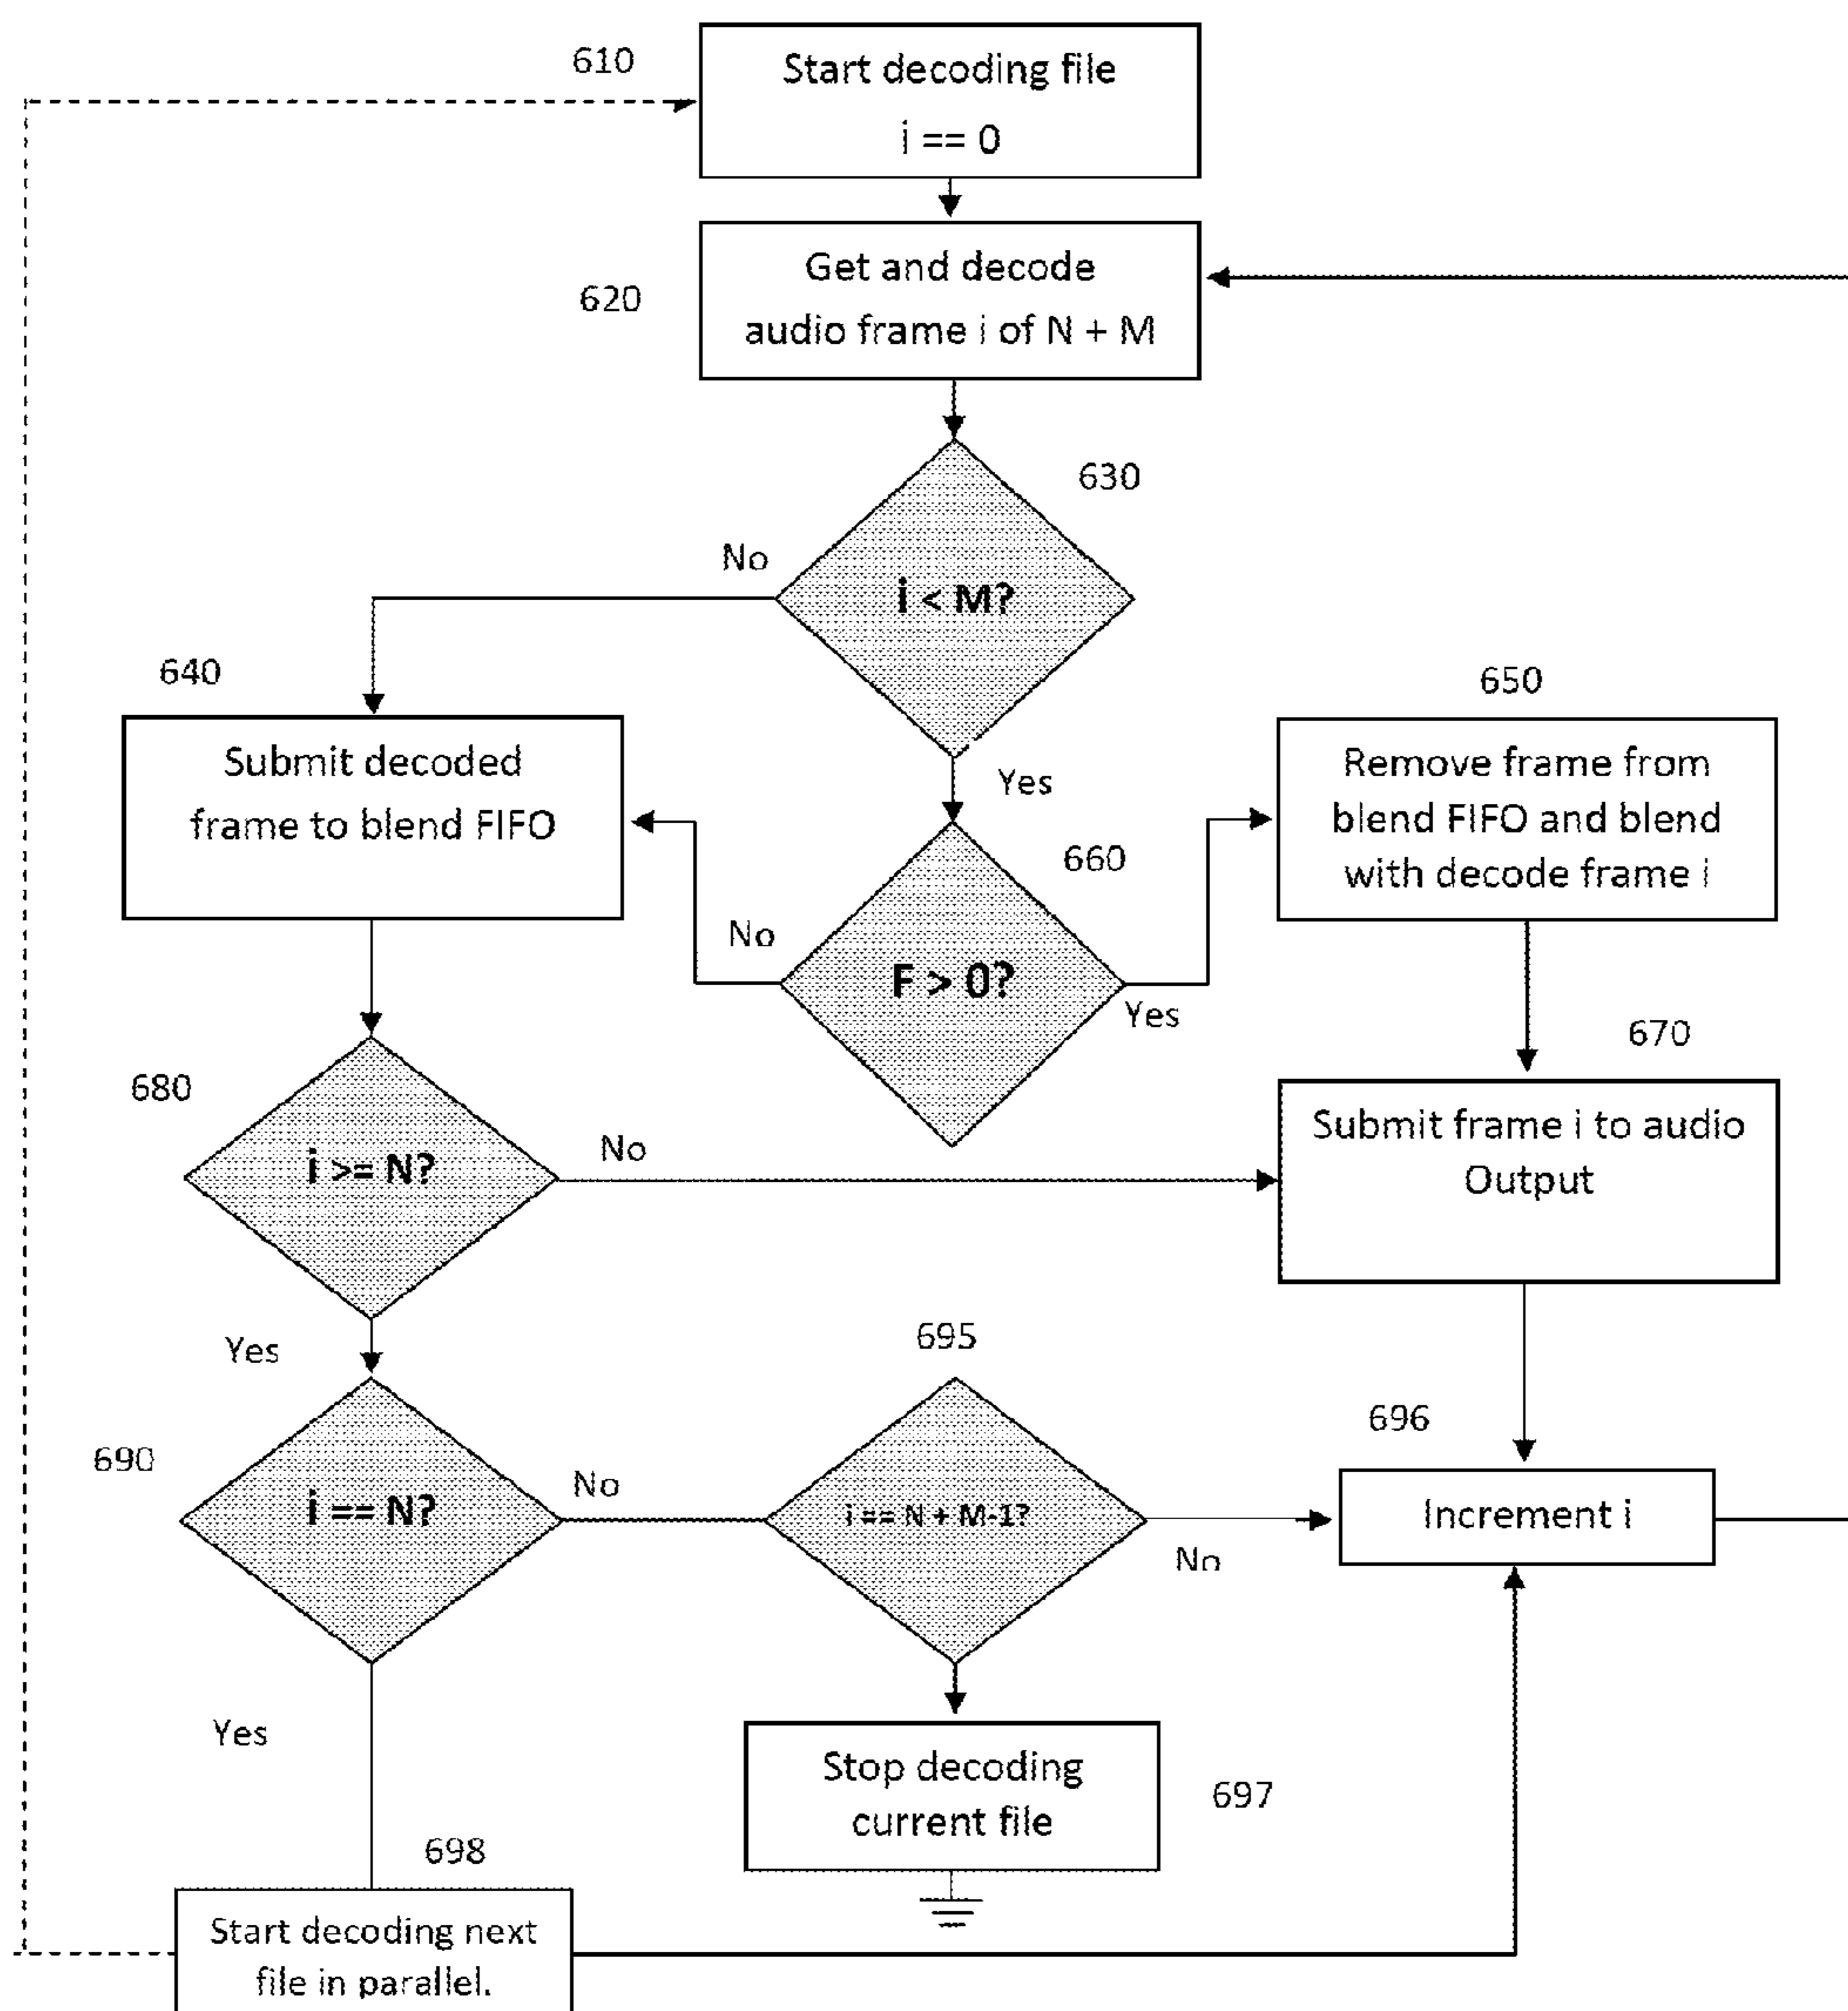 610
Start decoding file
i == 0
620
Get and decode
audio frame i of N + M
630
No
i < M?
Yes
640
Submit decoded
frame to blend FIFO
650
Remove frame from
blend FIFO and blend
with decode frame i
660
No
F > 0?
Yes
670
Submit frame i to audio
Output
680
i >= N?
No
Yes
690
i == N?
No
695
i == N + M-1?
No
696
Increment i
Yes
Stop decoding
current file
697
698
Start decoding next
file in parallel.